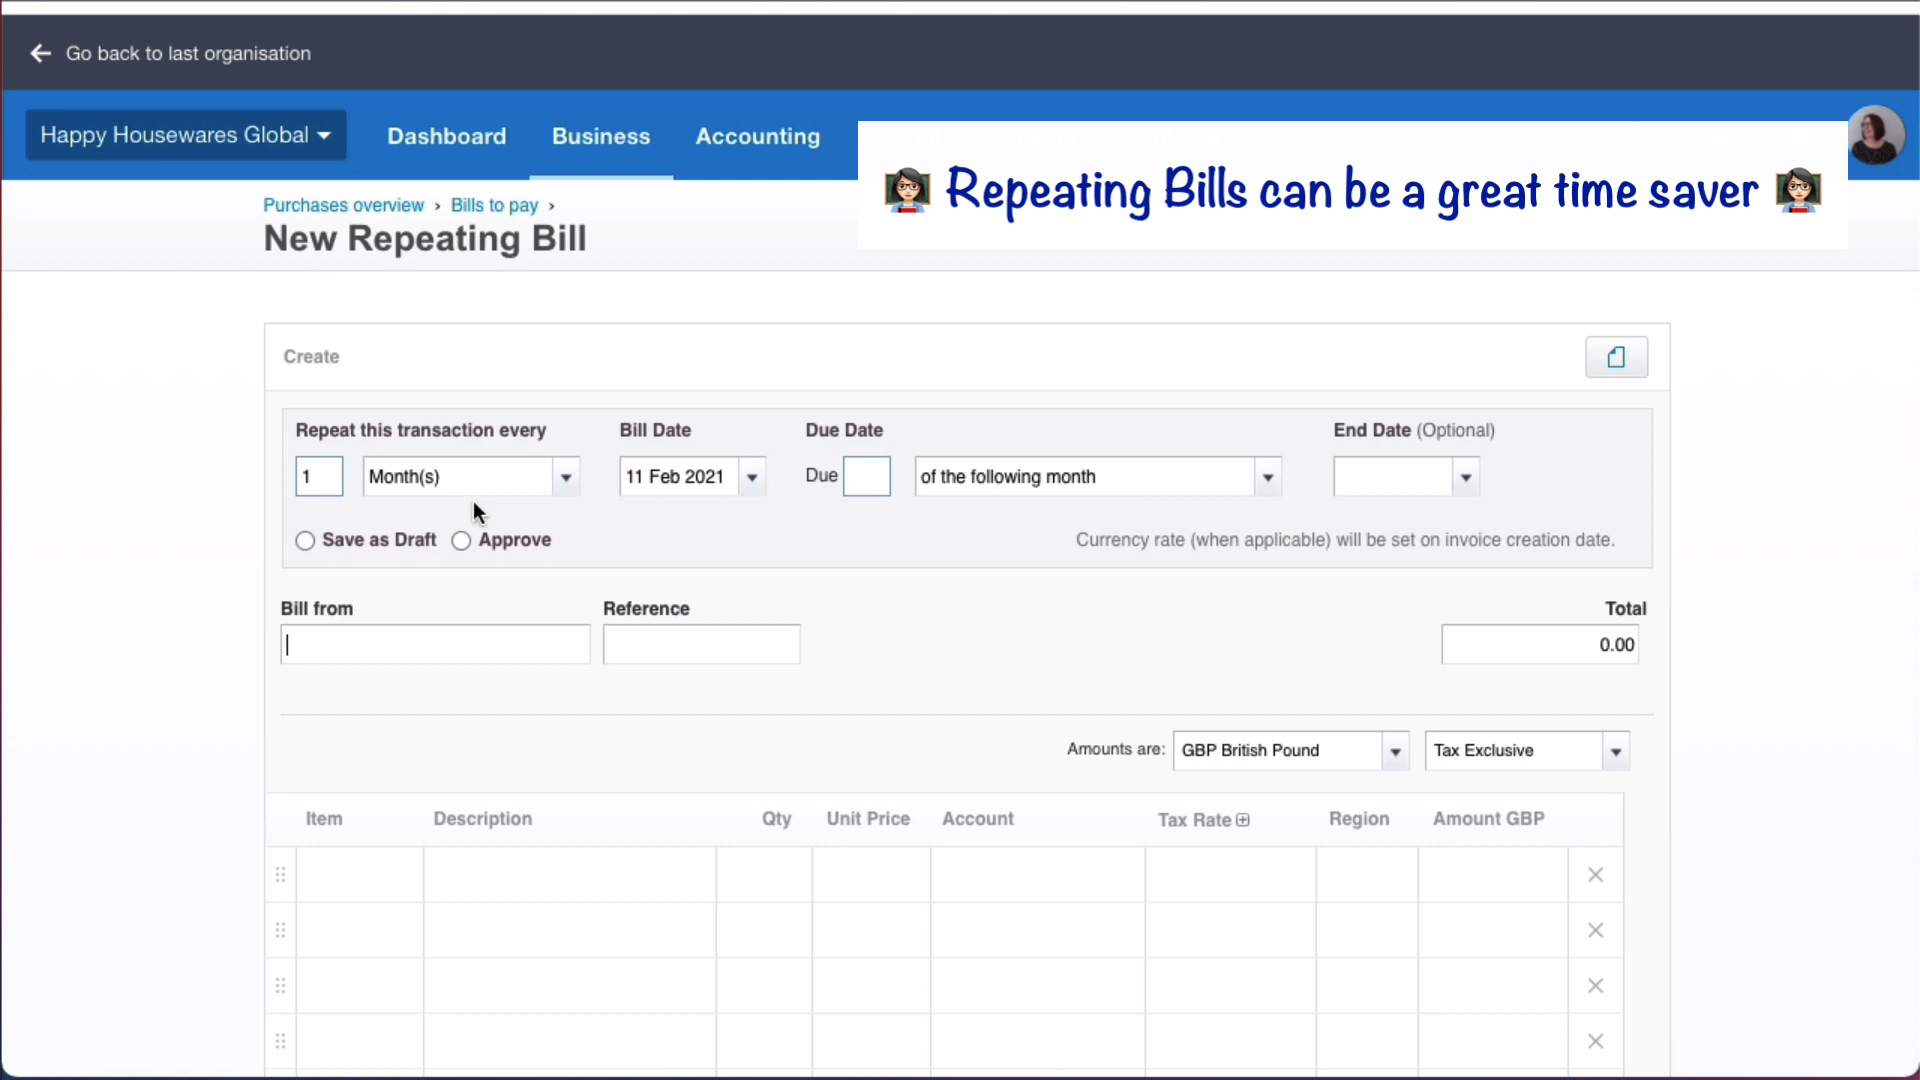 Go back to last organisation
Happy Housewares Global Dashboard Business Accounting
Repeating Bills can be a great time saver
Purchases overview › Bills to pay ›
New Repeating Bill
Create
Repeat this transaction every Bill Date Due Date End Date (Optional)
1 Month(s) 11 Feb 2021 Due of the following month
Save as Draft Approve Currency rate (when applicable) will be set on invoice creation date.
Bill from Reference Total
0.00
Amounts are: GBP British Pound Tax Exclusive
Item Description Qty Unit Price Account Tax Rate Region Amount GBP